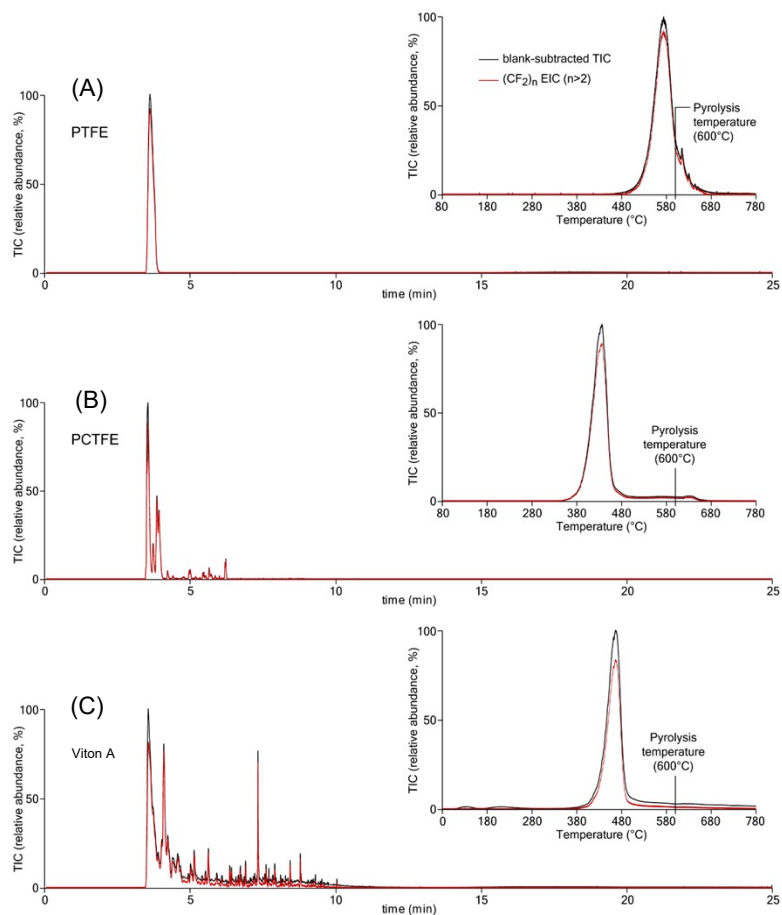 (A)
PTFE
TIC (relative abundance, %)
100
50
0
0 5 10 15 20 25
time (min)
TIC (relative abundance, %)
100
50
0
blank-subtracted TIC
(CF2)n EIC (n>2)
Pyrolysis
temperature
(600°C)
80 180 280 380 480 580 680 780
Temperature (°C)
(B)
PCTFE
TIC (relative abundance, %)
100
50
0
0 5 10 15 20 25
time (min)
TIC (relative abundance, %)
100
50
0
Pyrolysis
temperature
(600°C)
80 180 280 380 480 580 680 780
Temperature (°C)
(C)
Viton A
TIC (relative abundance, %)
100
50
0
0 5 10 15 20 25
time (min)
TIC (relative abundance, %)
100
50
0
Pyrolysis
temperature
(600°C)
0 180 280 380 480 580 680 780
Temperature (°C)